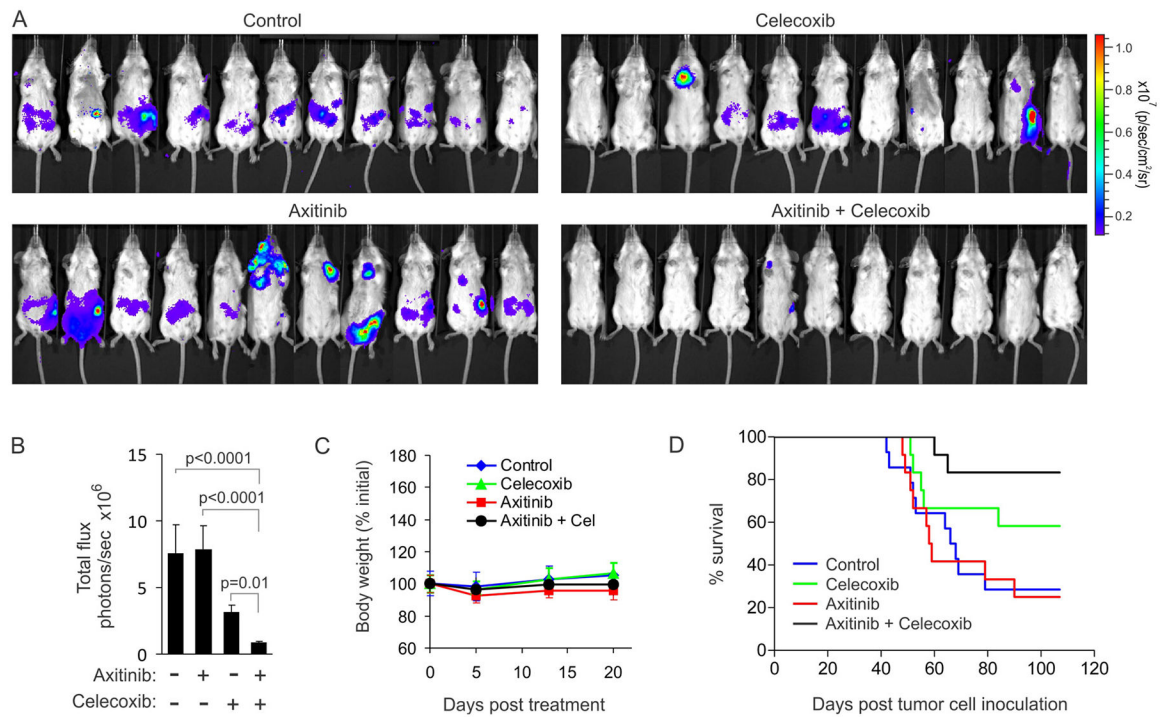 A
Control
Celecoxib
1.0
0.8
0.6
0.4
0.2
x10⁷ (p/sec/cm²/sr)
Axitinib
Axitinib + Celecoxib
B
Total flux
photons/sec x10⁶
15
10
5
0
p<0.0001
p<0.0001
p=0.01
Axitinib: - + - +
Celecoxib: - - + +
C
Body weight (% initial)
180
160
140
120
100
80
60
Control
Celecoxib
Axitinib
Axitinib + Cel
0 5 10 15 20
Days post treatment
D
% survival
100
80
60
40
20
0
Control
Celecoxib
Axitinib
Axitinib + Celecoxib
0 20 40 60 80 100 120
Days post tumor cell inoculation